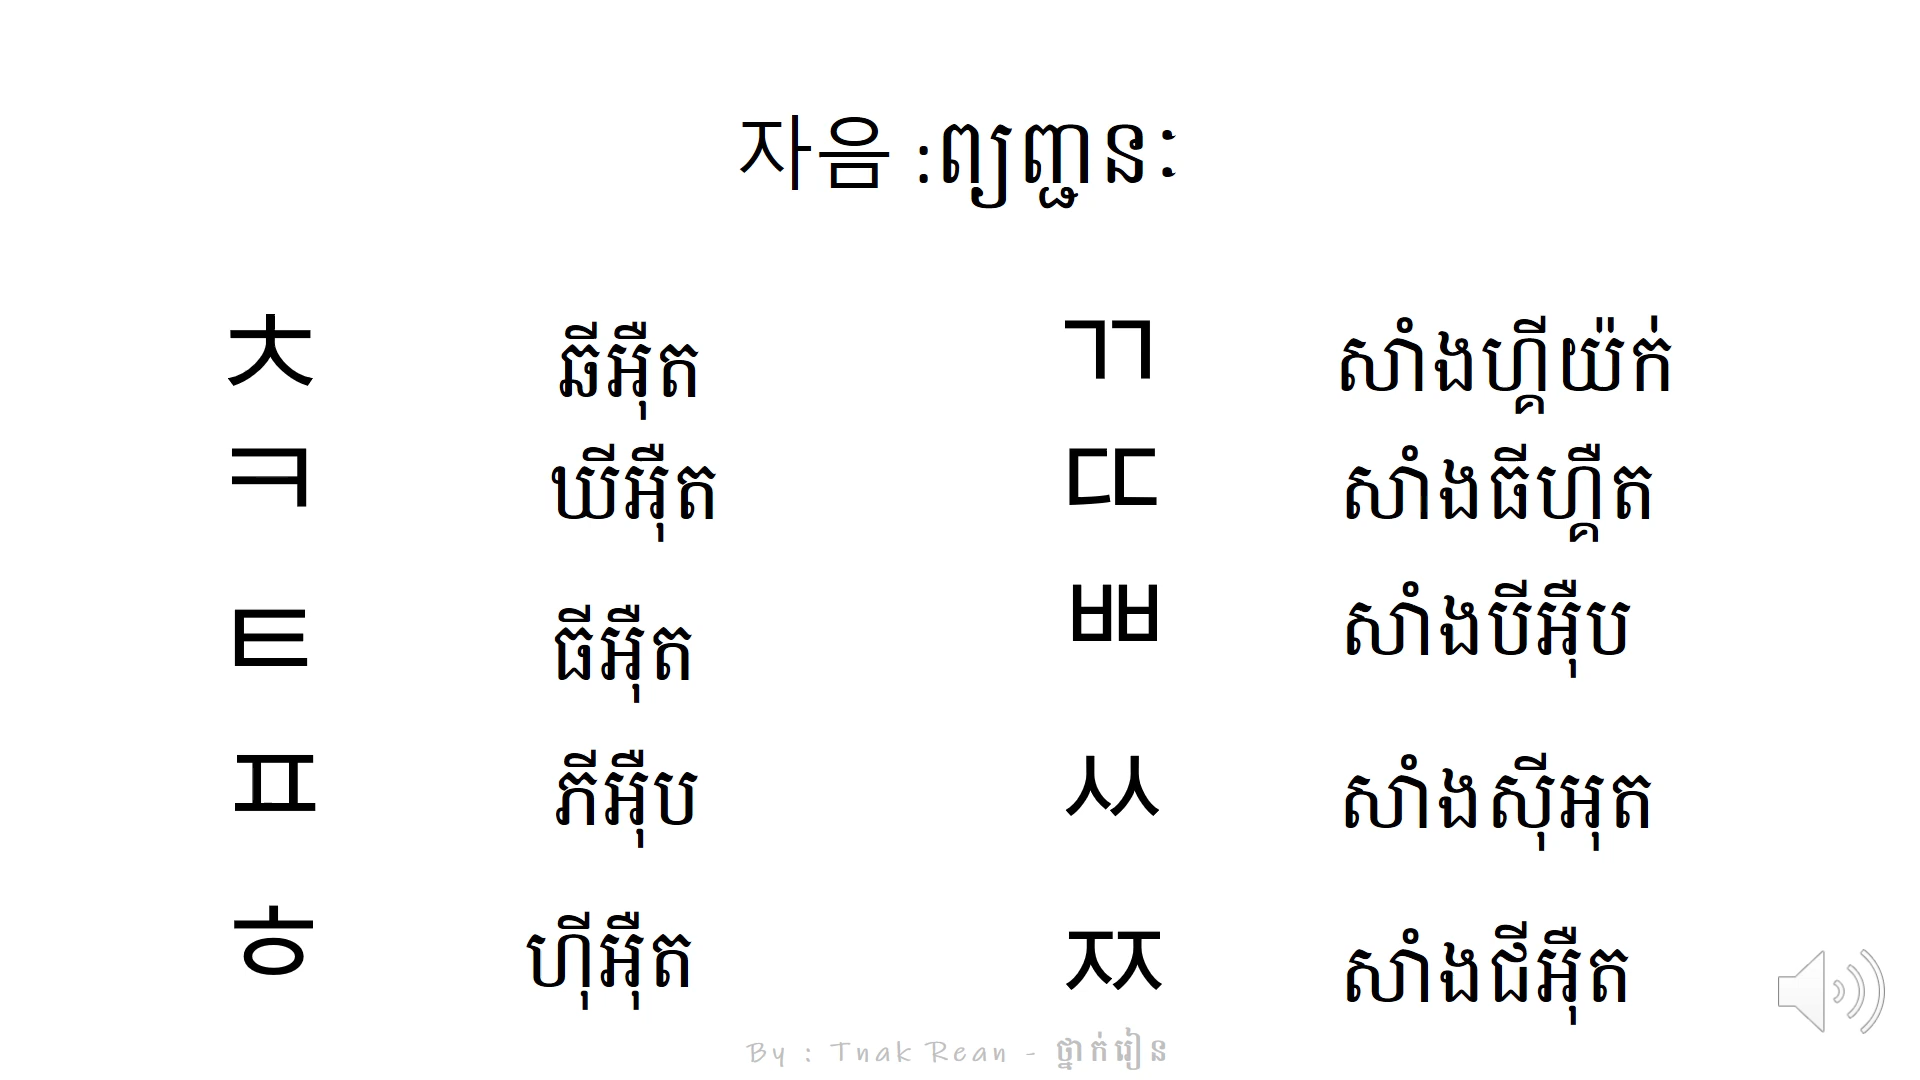 자음 :ព្យញ្ជនៈ
ㅊ ឆីអ៊ឺត ㄲ សាំងហ្គីយ៉ក់
ㅋ ឃីអ៊ឺត ㄸ សាំងធីហ្គឺត
ㅌ ធីអ៊ឺត ㅃ សាំងបីអ៊ឺប
ㅍ ភីអ៊ឺប ㅆ សាំងស៊ីអុត
ㅎ ហ៊ីអ៊ឺត ㅉ សាំងជីអ៊ឺត
By : Tnak Rean - ថ្នាក់រៀន